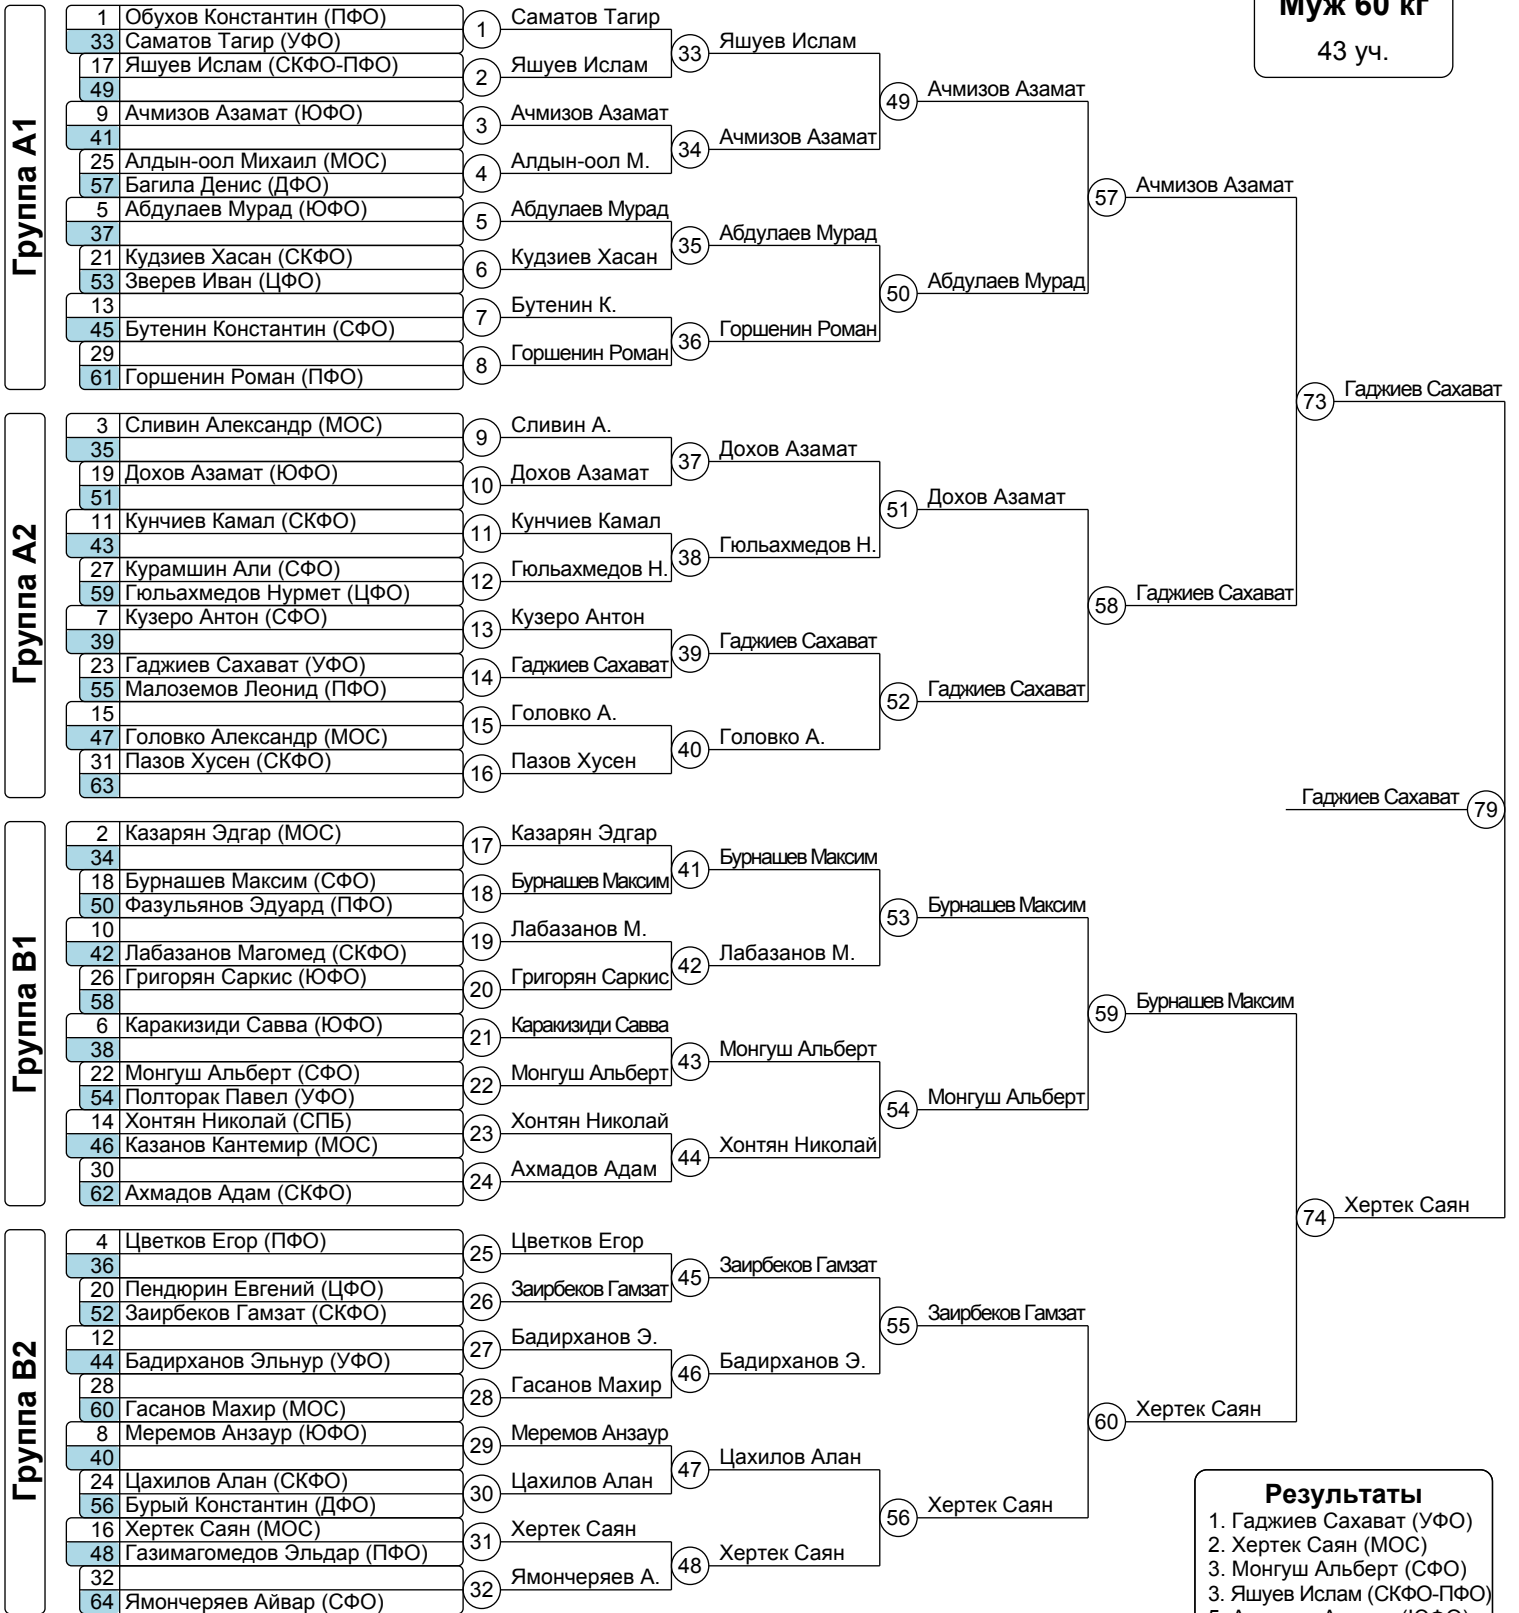 Муж 60 кг
43 уч.
Группа A1
1 Обухов Константин (ПФО)
33 Саматов Тагир (УФО)
17 Яшуев Ислам (СКФО-ПФО)
49
9 Ачмизов Азамат (ЮФО)
41
25 Алдын-оол Михаил (МОС)
57 Багила Денис (ДФО)
5 Абдулаев Мурад (ЮФО)
37
21 Кудзиев Хасан (СКФО)
53 Зверев Иван (ЦФО)
13
45 Бутенин Константин (СФО)
29
61 Горшенин Роман (ПФО)
1 Саматов Тагир
2 Яшуев Ислам
3 Ачмизов Азамат
4 Алдын-оол М.
5 Абдулаев Мурад
6 Кудзиев Хасан
7 Бутенин К.
8 Горшенин Роман
33 Яшуев Ислам
34 Ачмизов Азамат
35 Абдулаев Мурад
36 Горшенин Роман
49 Ачмизов Азамат
50 Абдулаев Мурад
57 Ачмизов Азамат
Группа A2
3 Сливин Александр (МОС)
35
19 Дохов Азамат (ЮФО)
51
11 Кунчиев Камал (СКФО)
43
27 Курамшин Али (СФО)
59 Гюльахмедов Нурмет (ЦФО)
7 Кузеро Антон (СФО)
39
23 Гаджиев Сахават (УФО)
55 Малоземов Леонид (ПФО)
15
47 Головко Александр (МОС)
31 Пазов Хусен (СКФО)
63
9 Сливин А.
10 Дохов Азамат
11 Кунчиев Камал
12 Гюльахмедов Н.
13 Кузеро Антон
14 Гаджиев Сахават
15 Головко А.
16 Пазов Хусен
37 Дохов Азамат
38 Гюльахмедов Н.
39 Гаджиев Сахават
40 Головко А.
51 Дохов Азамат
52 Гаджиев Сахават
58 Гаджиев Сахават
73 Гаджиев Сахават
Гаджиев Сахават 79
Группа B1
2 Казарян Эдгар (МОС)
34
18 Бурнашев Максим (СФО)
50 Фазульянов Эдуард (ПФО)
10
42 Лабазанов Магомед (СКФО)
26 Григорян Саркис (ЮФО)
58
6 Каракизиди Савва (ЮФО)
38
22 Монгуш Альберт (СФО)
54 Полторак Павел (УФО)
14 Хонтян Николай (СПБ)
46 Казанов Кантемир (МОС)
30
62 Ахмадов Адам (СКФО)
17 Казарян Эдгар
18 Бурнашев Максим
19 Лабазанов М.
20 Григорян Саркис
21 Каракизиди Савва
22 Монгуш Альберт
23 Хонтян Николай
24 Ахмадов Адам
41 Бурнашев Максим
42 Лабазанов М.
43 Монгуш Альберт
44 Хонтян Николай
53 Бурнашев Максим
54 Монгуш Альберт
59 Бурнашев Максим
Группа B2
4 Цветков Егор (ПФО)
36
20 Пендюрин Евгений (ЦФО)
52 Заирбеков Гамзат (СКФО)
12
44 Бадирханов Эльнур (УФО)
28
60 Гасанов Махир (МОС)
8 Меремов Анзаур (ЮФО)
40
24 Цахилов Алан (СКФО)
56 Бурый Константин (ДФО)
16 Хертек Саян (МОС)
48 Газимагомедов Эльдар (ПФО)
32
64 Ямончеряев Айвар (СФО)
25 Цветков Егор
26 Заирбеков Гамзат
27 Бадирханов Э.
28 Гасанов Махир
29 Меремов Анзаур
30 Цахилов Алан
31 Хертек Саян
32 Ямончеряев А.
45 Заирбеков Гамзат
46 Бадирханов Э.
47 Цахилов Алан
48 Хертек Саян
55 Заирбеков Гамзат
56 Хертек Саян
60 Хертек Саян
74 Хертек Саян
Результаты
1. Гаджиев Сахават (УФО)
2. Хертек Саян (МОС)
3. Монгуш Альберт (СФО)
3. Яшуев Ислам (СКФО-ПФО)